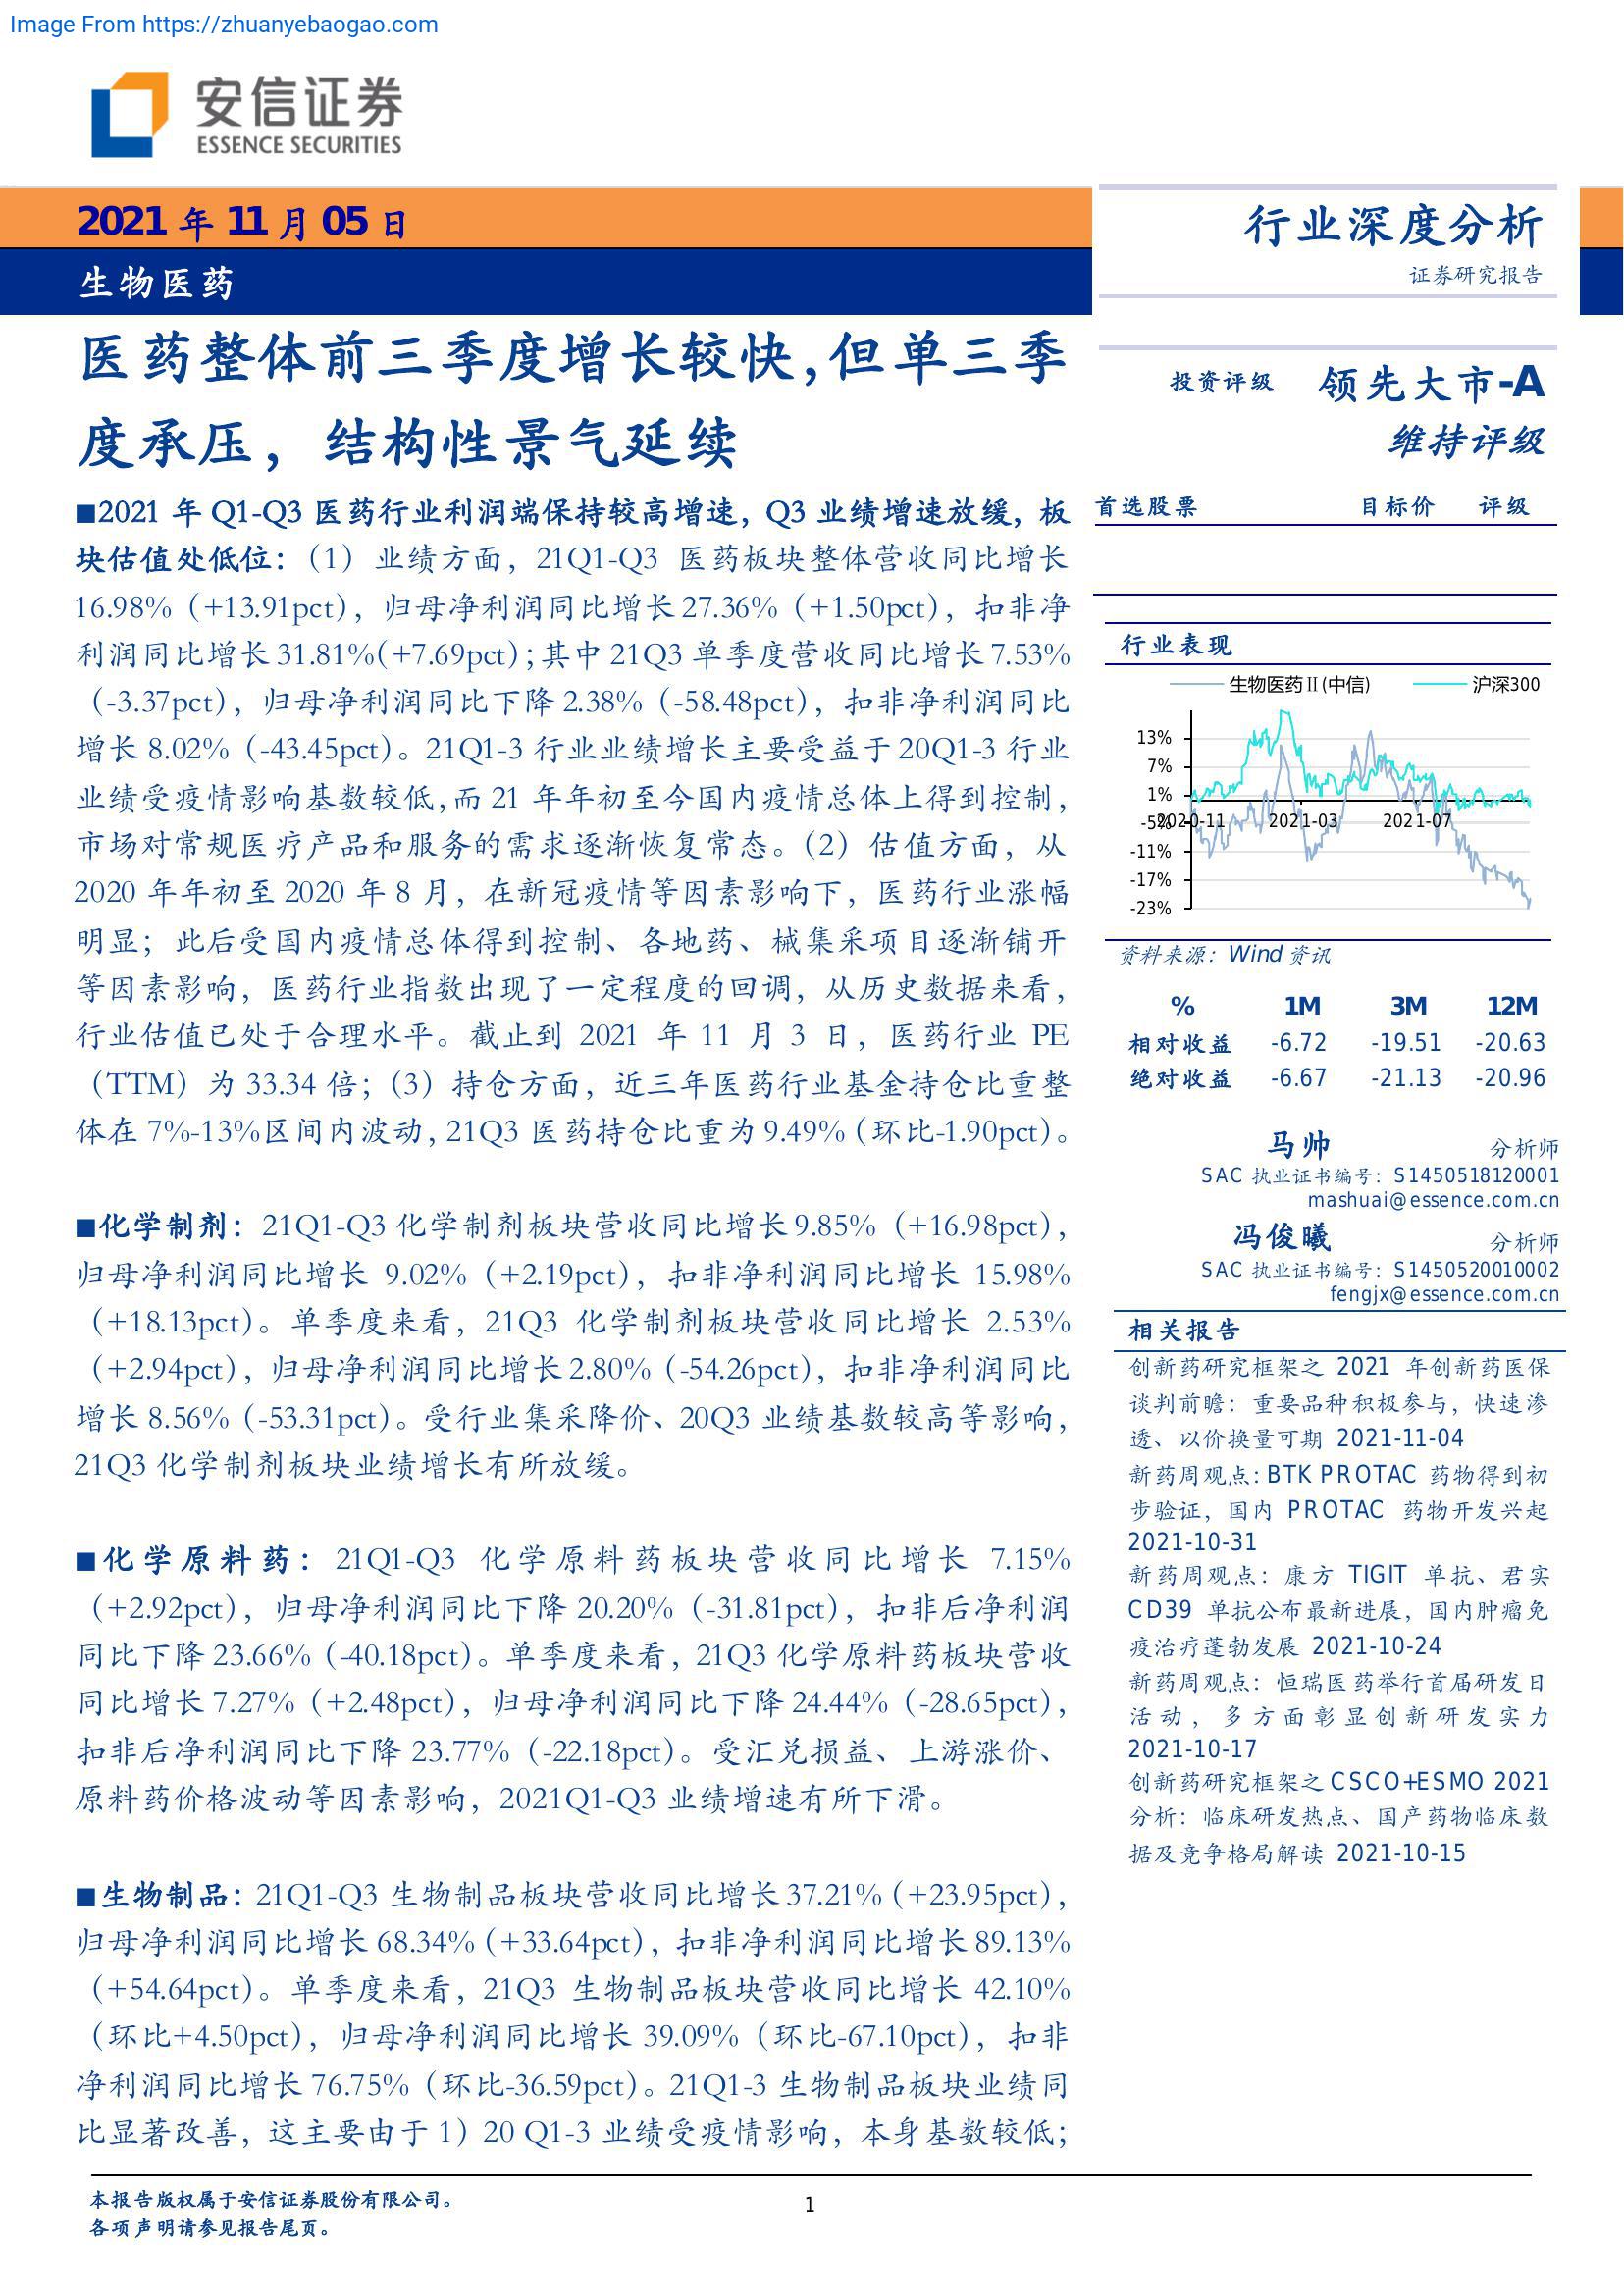 Image From https://zhuanyebaogao.com
安信证券
ESSENCE SECURITIES
2021 年 11 月 05 日
生物医药
行业深度分析
证券研究报告
医药整体前三季度增长较快,但单三季
度承压，结构性景气延续
■2021 年 Q1-Q3 医药行业利润端保持较高增速，Q3 业绩增速放缓，板
块估值处低位：（1）业绩方面，21Q1-Q3 医药板块整体营收同比增长
16.98%（+13.91pct），归母净利润同比增长 27.36%（+1.50pct），扣非净
利润同比增长 31.81%(+7.69pct)；其中 21Q3 单季度营收同比增长 7.53%
（-3.37pct），归母净利润同比下降 2.38%（-58.48pct），扣非净利润同比
增长 8.02%（-43.45pct）。21Q1-3 行业业绩增长主要受益于 20Q1-3 行业
业绩受疫情影响基数较低,而 21 年年初至今国内疫情总体上得到控制，
市场对常规医疗产品和服务的需求逐渐恢复常态。（2）估值方面，从
2020 年年初至 2020 年 8 月，在新冠疫情等因素影响下，医药行业涨幅
明显；此后受国内疫情总体得到控制、各地药、械集采项目逐渐铺开
等因素影响，医药行业指数出现了一定程度的回调，从历史数据来看，
行业估值已处于合理水平。截止到 2021 年 11 月 3 日，医药行业 PE
（TTM）为 33.34 倍；（3）持仓方面，近三年医药行业基金持仓比重整
体在 7%-13%区间内波动，21Q3 医药持仓比重为 9.49%（环比-1.90pct）。
■化学制剂：21Q1-Q3 化学制剂板块营收同比增长 9.85%（+16.98pct），
归母净利润同比增长 9.02%（+2.19pct），扣非净利润同比增长 15.98%
（+18.13pct）。单季度来看，21Q3 化学制剂板块营收同比增长 2.53%
（+2.94pct），归母净利润同比增长 2.80%（-54.26pct），扣非净利润同比
增长 8.56%（-53.31pct）。受行业集采降价、20Q3 业绩基数较高等影响，
21Q3 化学制剂板块业绩增长有所放缓。
■化学原料药：21Q1-Q3 化学原料药板块营收同比增长 7.15%
（+2.92pct），归母净利润同比下降 20.20%（-31.81pct），扣非后净利润
同比下降 23.66%（-40.18pct）。单季度来看，21Q3 化学原料药板块营收
同比增长 7.27%（+2.48pct），归母净利润同比下降 24.44%（-28.65pct），
扣非后净利润同比下降 23.77%（-22.18pct）。受汇兑损益、上游涨价、
原料药价格波动等因素影响，2021Q1-Q3 业绩增速有所下滑。
■生物制品：21Q1-Q3 生物制品板块营收同比增长 37.21%（+23.95pct），
归母净利润同比增长 68.34%（+33.64pct），扣非净利润同比增长 89.13%
（+54.64pct）。单季度来看，21Q3 生物制品板块营收同比增长 42.10%
（环比+4.50pct），归母净利润同比增长 39.09%（环比-67.10pct），扣非
净利润同比增长 76.75%（环比-36.59pct）。21Q1-3 生物制品板块业绩同
比显著改善，这主要由于 1）20 Q1-3 业绩受疫情影响，本身基数较低；
投资评级 领先大市-A
维持评级
首选股票 目标价 评级
行业表现
生物医药Ⅱ(中信) 沪深300
13%
7%
1%
-5%
-11%
-17%
-23%
2020-11 2021-03 2021-07
资料来源：Wind 资讯
% 1M 3M 12M
相对收益 -6.72 -19.51 -20.63
绝对收益 -6.67 -21.13 -20.96
马帅 分析师
SAC 执业证书编号：S1450518120001
mashuai@essence.com.cn
冯俊曦 分析师
SAC 执业证书编号：S1450520010002
fengjx@essence.com.cn
相关报告
创新药研究框架之 2021 年创新药医保
谈判前瞻：重要品种积极参与，快速渗
透、以价换量可期 2021-11-04
新药周观点：BTK PROTAC 药物得到初
步验证，国内 PROTAC 药物开发兴起
2021-10-31
新药周观点：康方 TIGIT 单抗、君实
CD39 单抗公布最新进展，国内肿瘤免
疫治疗蓬勃发展 2021-10-24
新药周观点：恒瑞医药举行首届研发日
活动，多方面彰显创新研发实力
2021-10-17
创新药研究框架之 CSCO+ESMO 2021
分析：临床研发热点、国产药物临床数
据及竞争格局解读 2021-10-15
本报告版权属于安信证券股份有限公司。
各项声明请参见报告尾页。
1